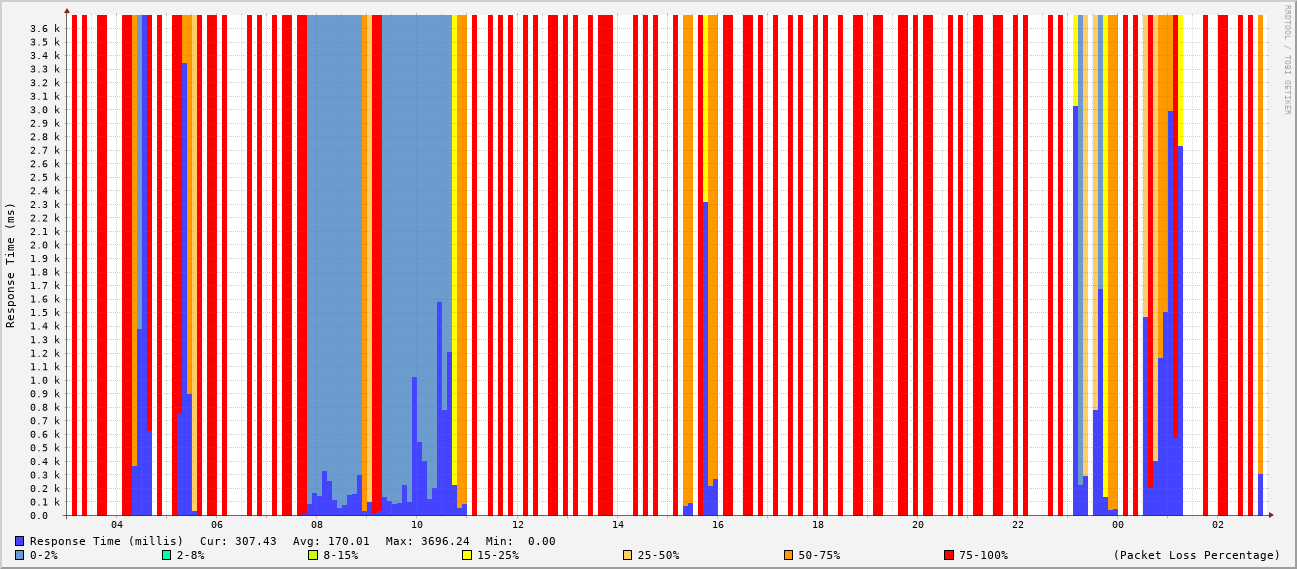 RRDTOOL / TOBI OETIKER
Response Time (ms)
3.6 k
3.5 k
3.4 k
3.3 k
3.2 k
3.1 k
3.0 k
2.9 k
2.8 k
2.7 k
2.6 k
2.5 k
2.4 k
2.3 k
2.2 k
2.1 k
2.0 k
1.9 k
1.8 k
1.7 k
1.6 k
1.5 k
1.4 k
1.3 k
1.2 k
1.1 k
1.0 k
0.9 k
0.8 k
0.7 k
0.6 k
0.5 k
0.4 k
0.3 k
0.2 k
0.1 k
0.0
04 06 08 10 12 14 16 18 20 22 00 02
Response Time (millis) Cur: 307.43 Avg: 170.01 Max: 3696.24 Min: 0.00
0-2% 2-8% 8-15% 15-25% 25-50% 50-75% 75-100% (Packet Loss Percentage)